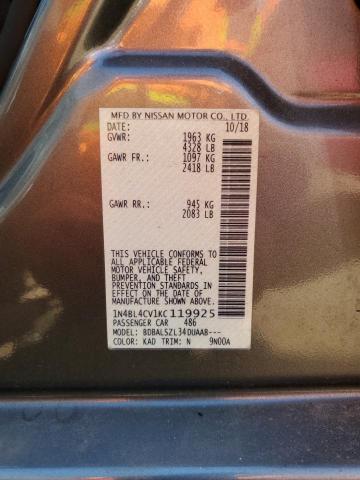 MFD BY NISSAN MOTOR CO., LTD.
DATE: 10/18
GVWR: 1963 KG
4328 LB
GAWR FR.: 1097 KG
2418 LB
GAWR RR.: 945 KG
2083 LB
THIS VEHICLE CONFORMS TO
ALL APPLICABLE FEDERAL
MOTOR VEHICLE SAFETY,
BUMPER, AND THEFT
PREVENTION STANDARDS IN
EFFECT ON THE DATE OF
MANUFACTURE SHOWN ABOVE.
1N4BL4CV1KC119925
PASSENGER CAR 486
MODEL: BDBALSZL34DUAAB---
COLOR: KAD TRIM: N 9N00A